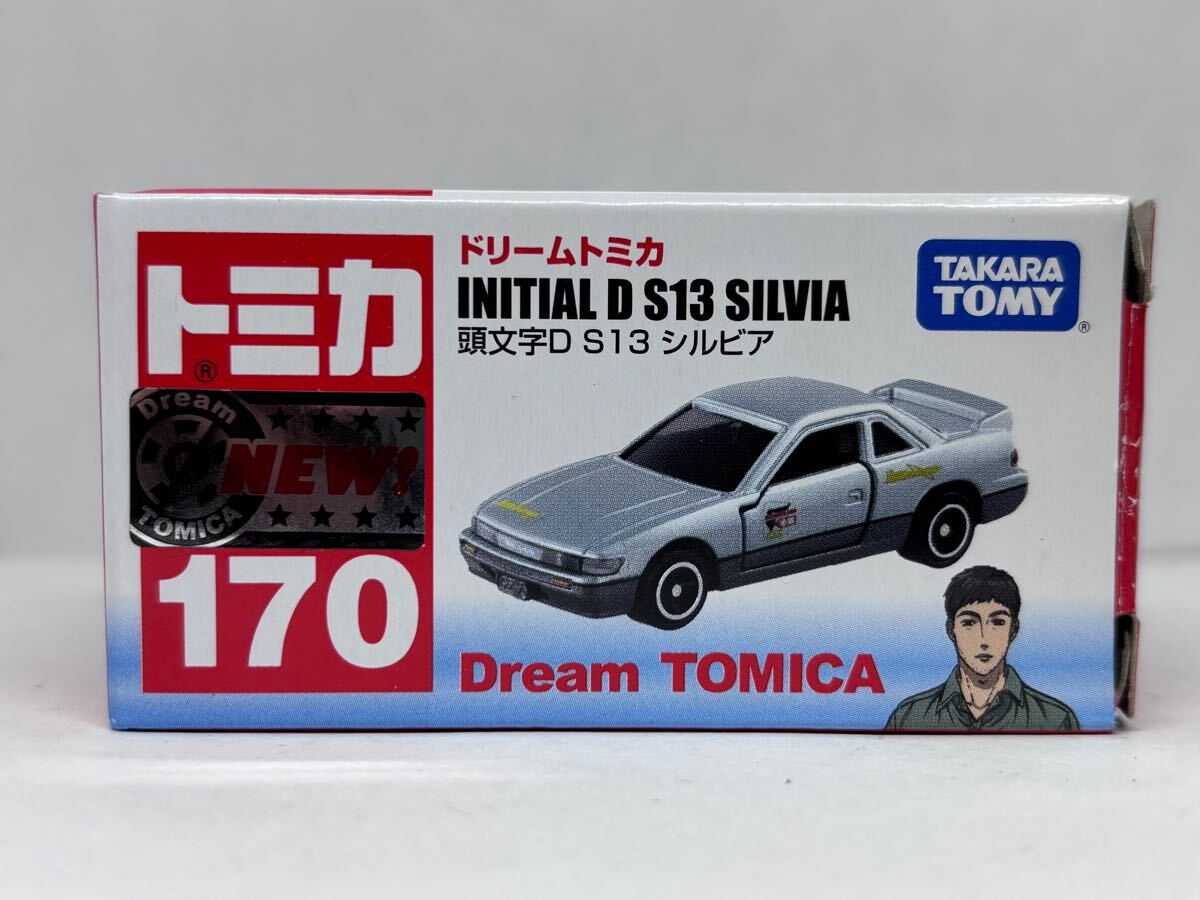 トミカ
®
Dream
NEW!
TOMICA
170
ドリームトミカ
INITIAL D S13 SILVIA
頭文字D S13 シルビア
TAKARA
TOMY
®
Dream TOMICA